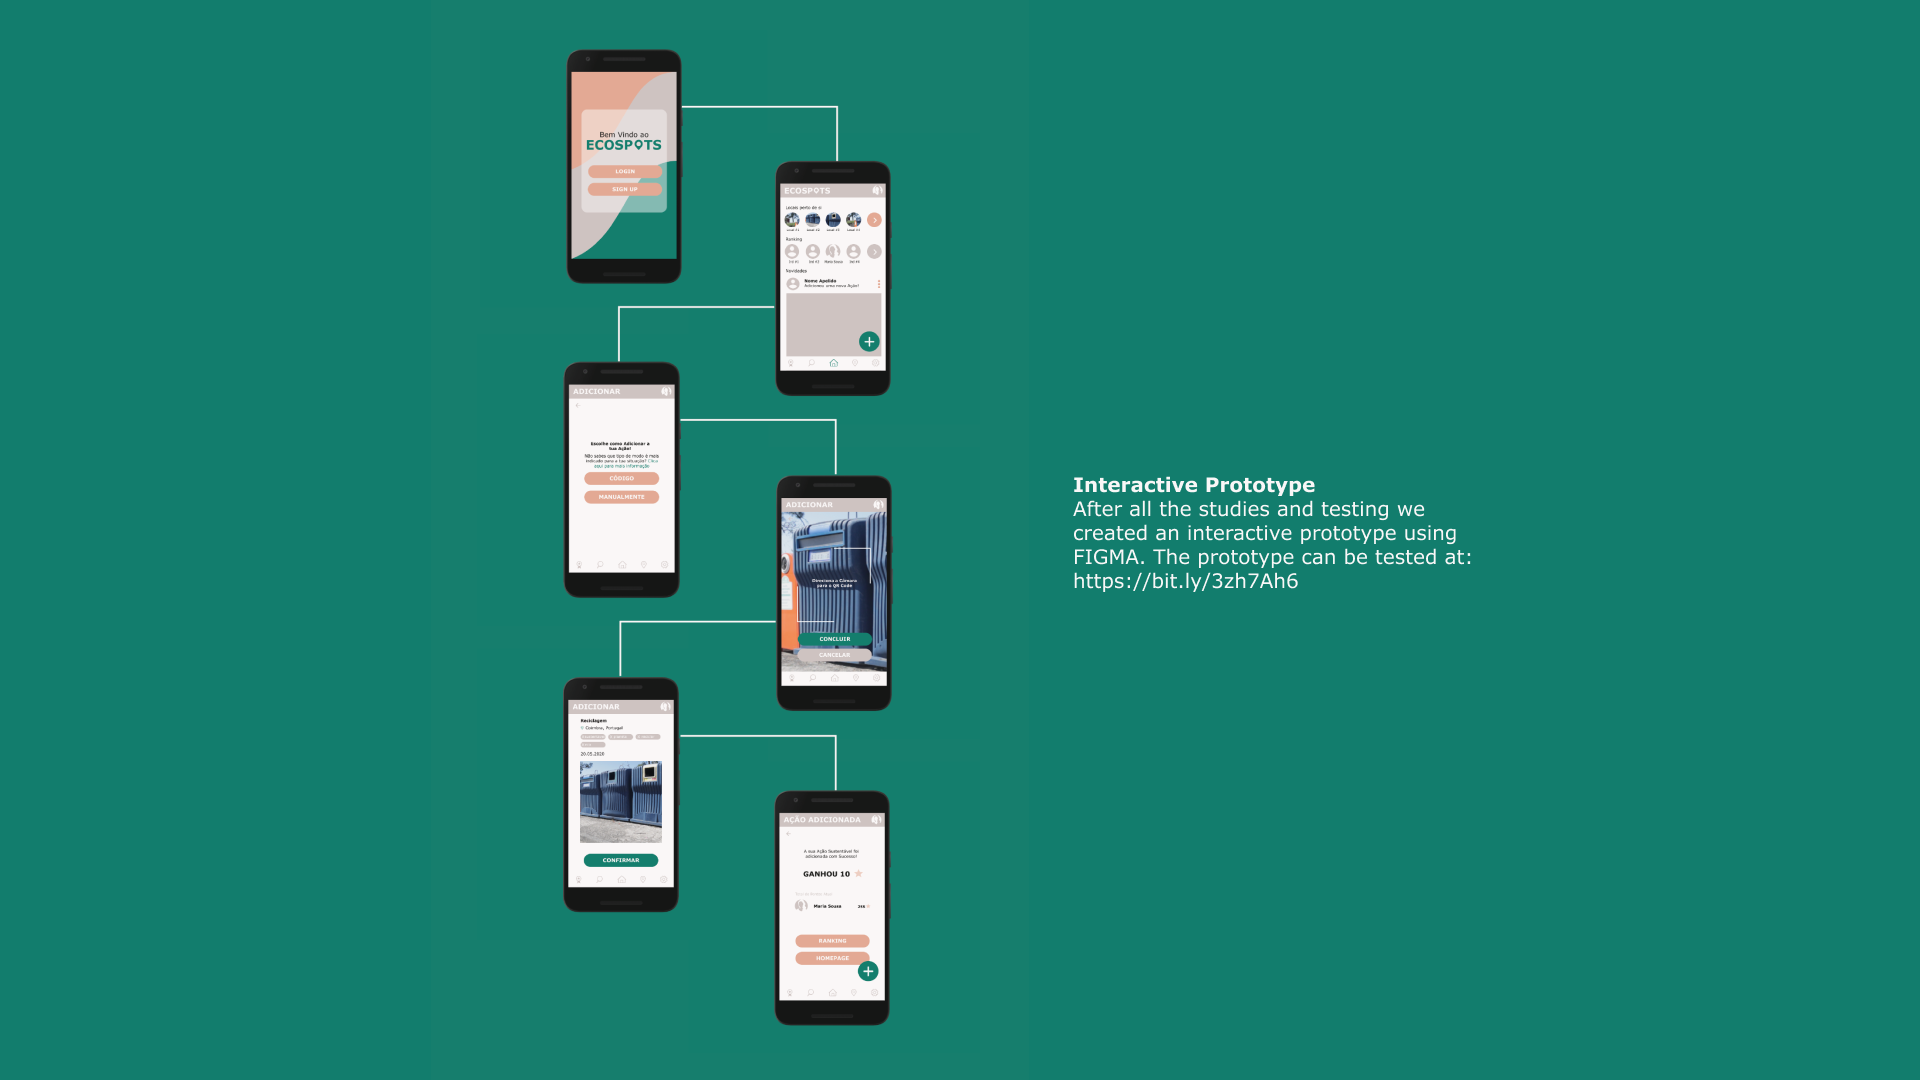 Bem Vindo ao
ECOSPOTS
LOGIN
SIGN UP
ECOSPOTS
Locais perto de si
Ranking
Maria Sousa
Novidades
Nome Apelido
Adicionou uma nova Ação!
ADICIONAR
Escolhe como Adicionar a
tua Ação!
Não sabes que tipo de modo é mais
indicado para a tua situação? Clica
aqui para mais informação
CÓDIGO
MANUALMENTE
ADICIONAR
Direciona a Câmara
para o QR Code
CONCLUIR
CANCELAR
ADICIONAR
Reciclagem
Coimbra, Portugal
20.05.2020
CONFIRMAR
AÇÃO ADICIONADA
A sua Ação Sustentável foi
adicionada com Sucesso!
GANHOU 10
Maria Sousa
RANKING
HOMEPAGE
Interactive Prototype
After all the studies and testing we
created an interactive prototype using
FIGMA. The prototype can be tested at:
https://bit.ly/3zh7Ah6